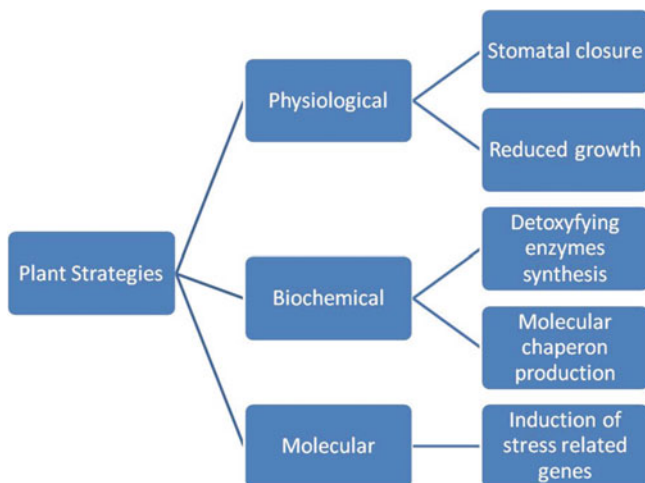 Plant Strategies
Physiological
Stomatal closure
Reduced growth
Biochemical
Detoxyfying
enzymes
synthesis
Molecular
chaperon
production
Molecular
Induction of
stress related
genes